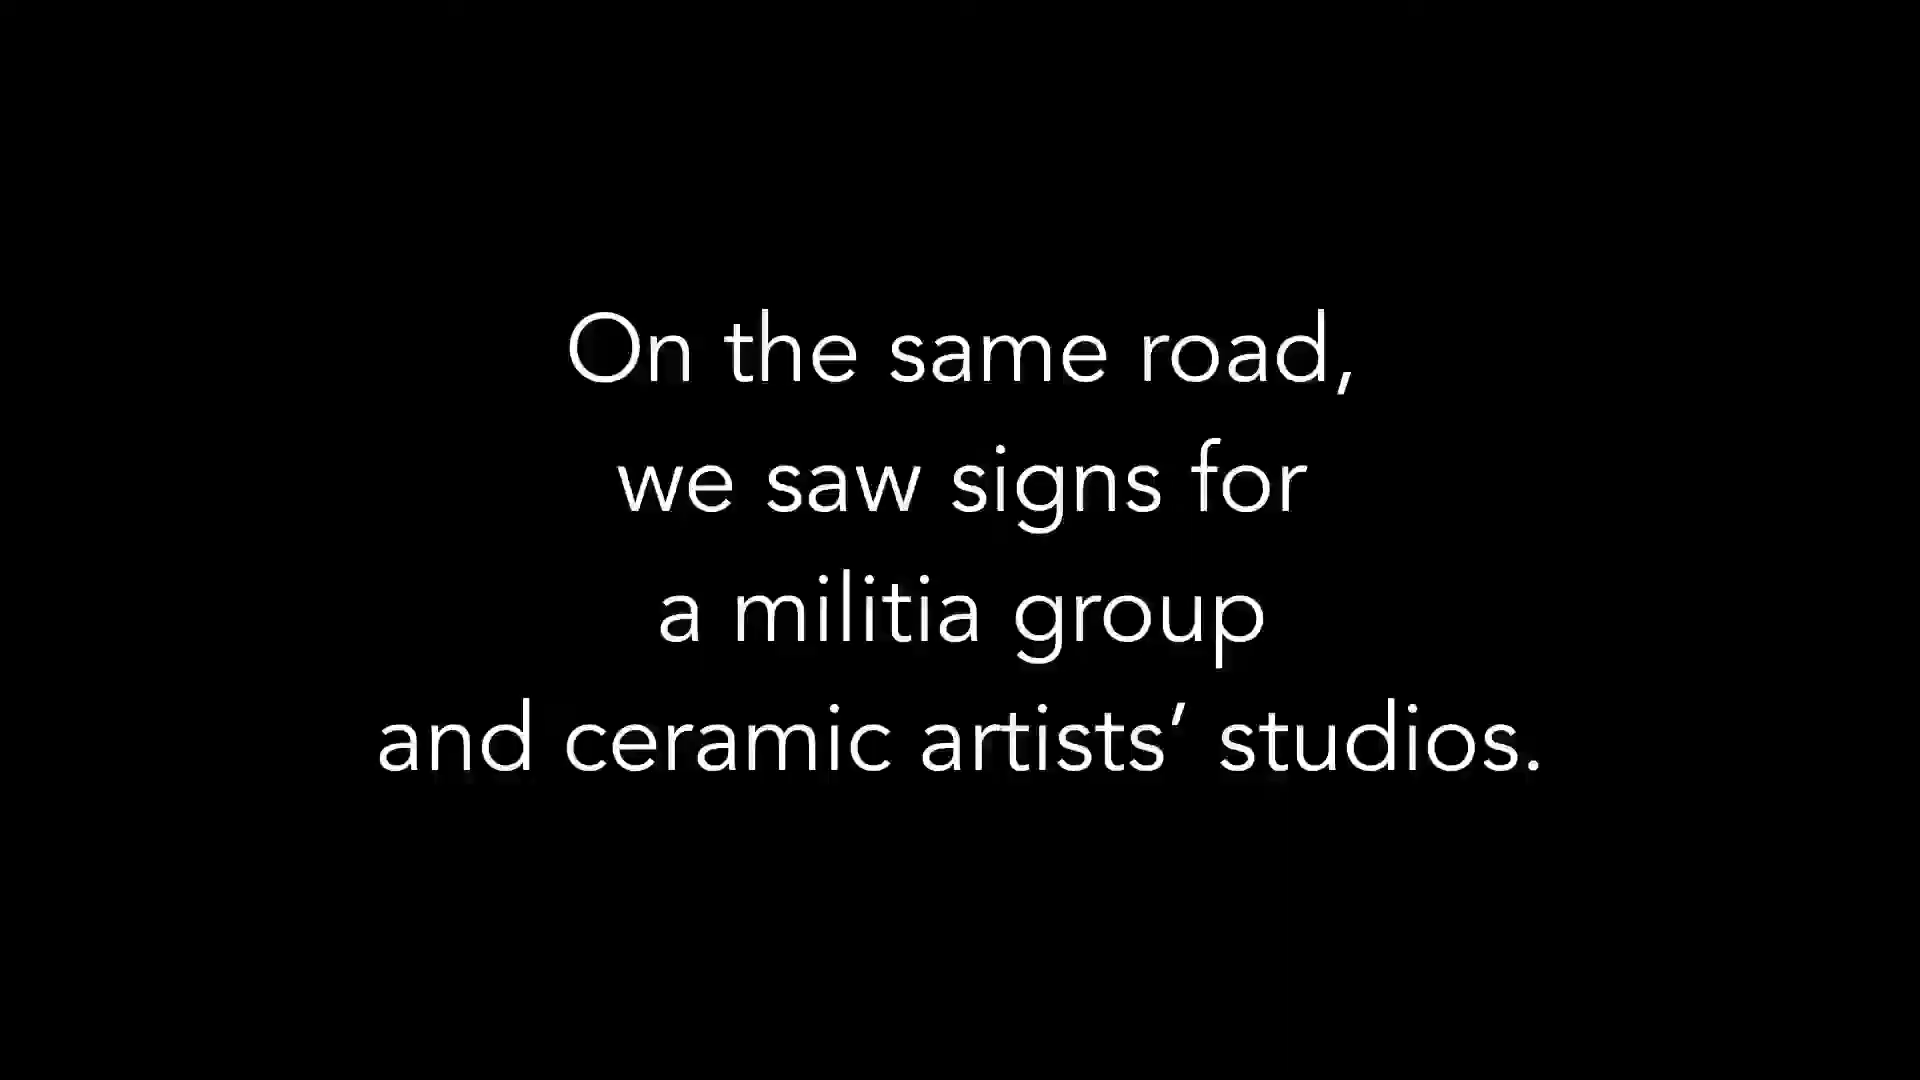 On the same road,
we saw signs for
a militia group
and ceramic artists’ studios.